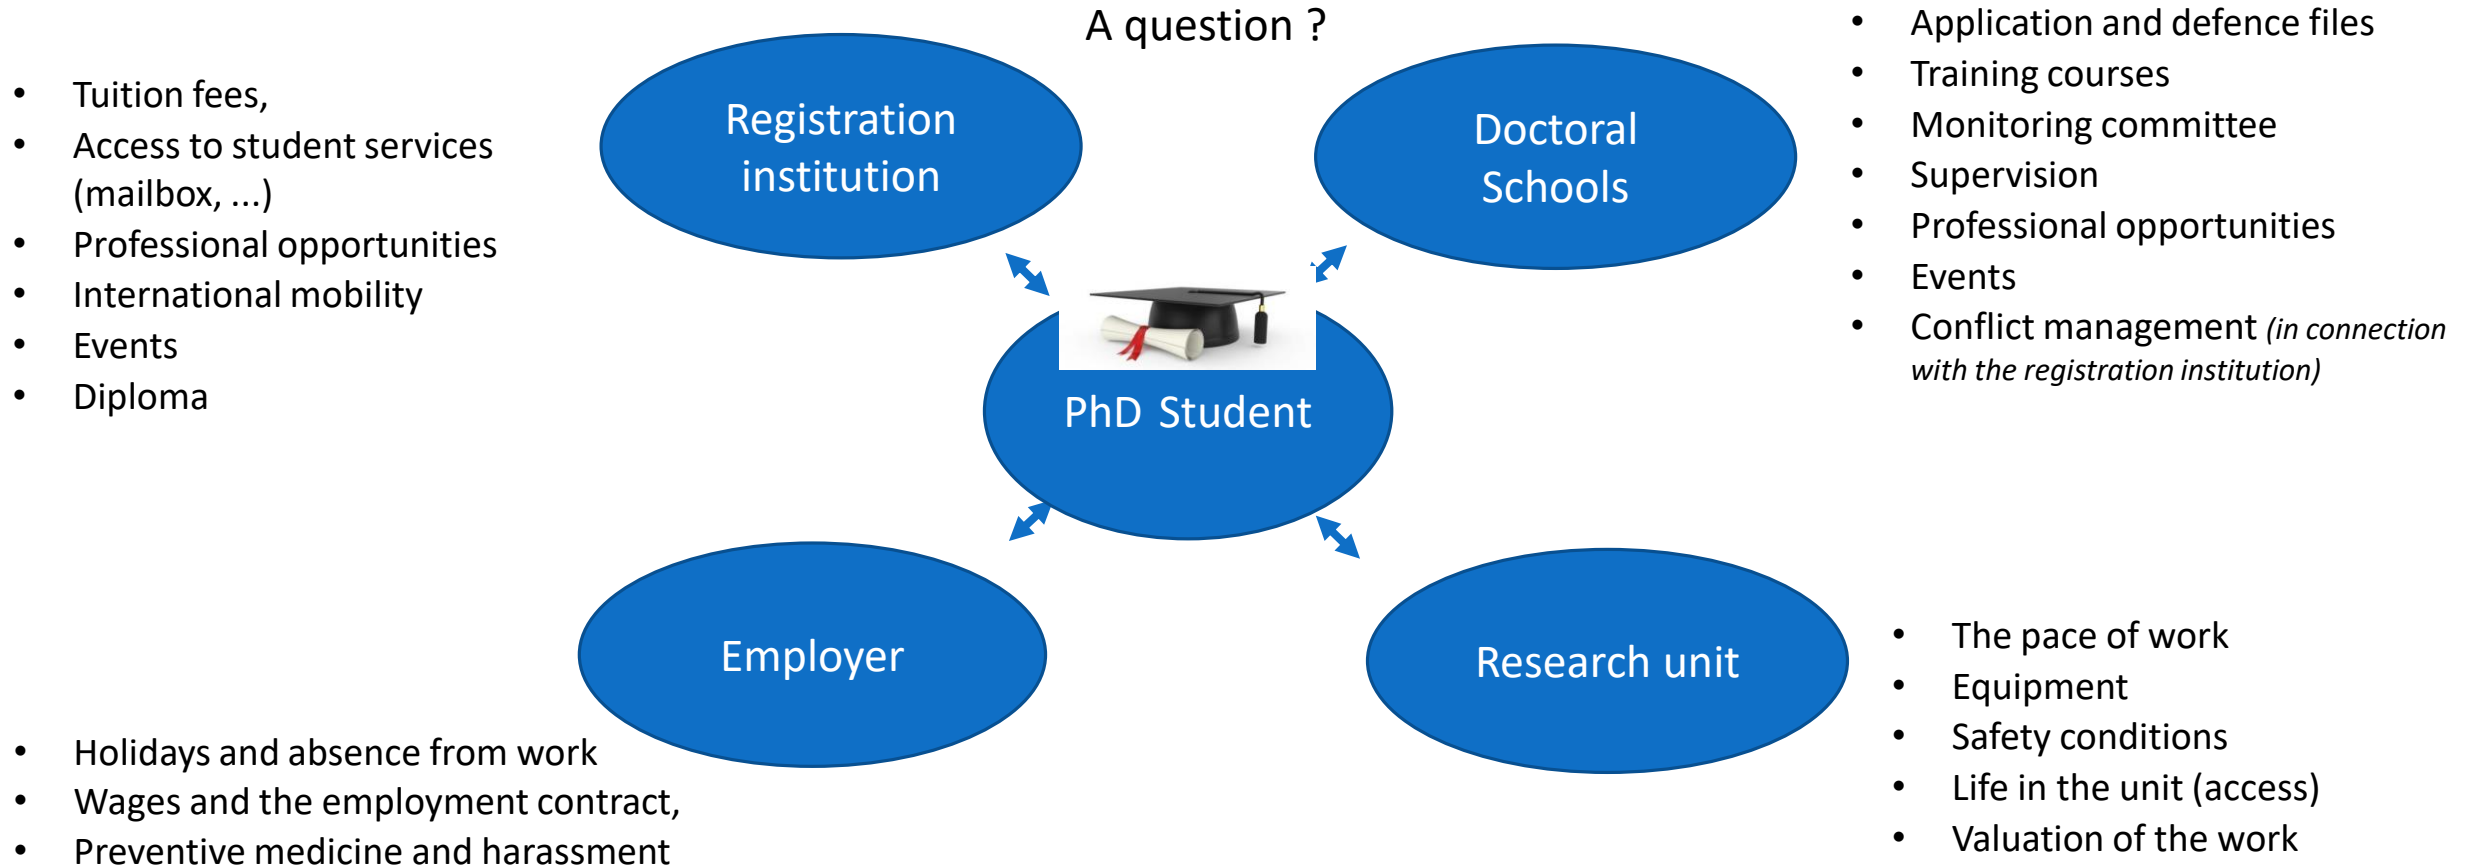 A question ?
• Tuition fees,
• Access to student services
(mailbox, ...)
• Professional opportunities
• International mobility
• Events
• Diploma
Registration
institution
Doctoral
Schools
• Application and defence files
• Training courses
• Monitoring committee
• Supervision
• Professional opportunities
• Events
• Conflict management (in connection
with the registration institution)
PhD Student
Employer
• Holidays and absence from work
• Wages and the employment contract,
• Preventive medicine and harassment
Research unit
• The pace of work
• Equipment
• Safety conditions
• Life in the unit (access)
• Valuation of the work